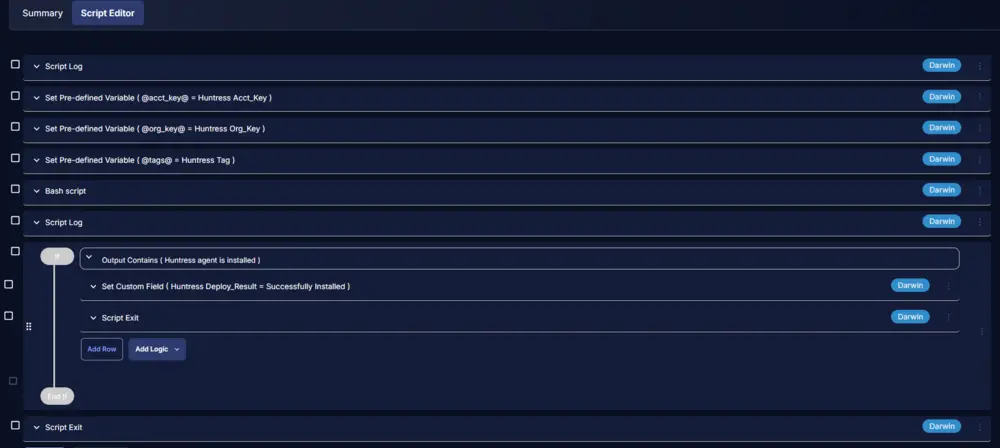 Summary Script Editor
Script Log Darwin
Set Pre-defined Variable ( @acct_key@ = Huntress Acct_Key ) Darwin
Set Pre-defined Variable ( @org_key@ = Huntress Org_Key ) Darwin
Set Pre-defined Variable ( @tags@ = Huntress Tag ) Darwin
Bash script Darwin
Script Log Darwin
If
Output Contains ( Huntress agent is installed )
Set Custom Field ( Huntress Deploy_Result = Successfully Installed ) Darwin
Script Exit Darwin
Add Row Add Logic
End If
Script Exit Darwin